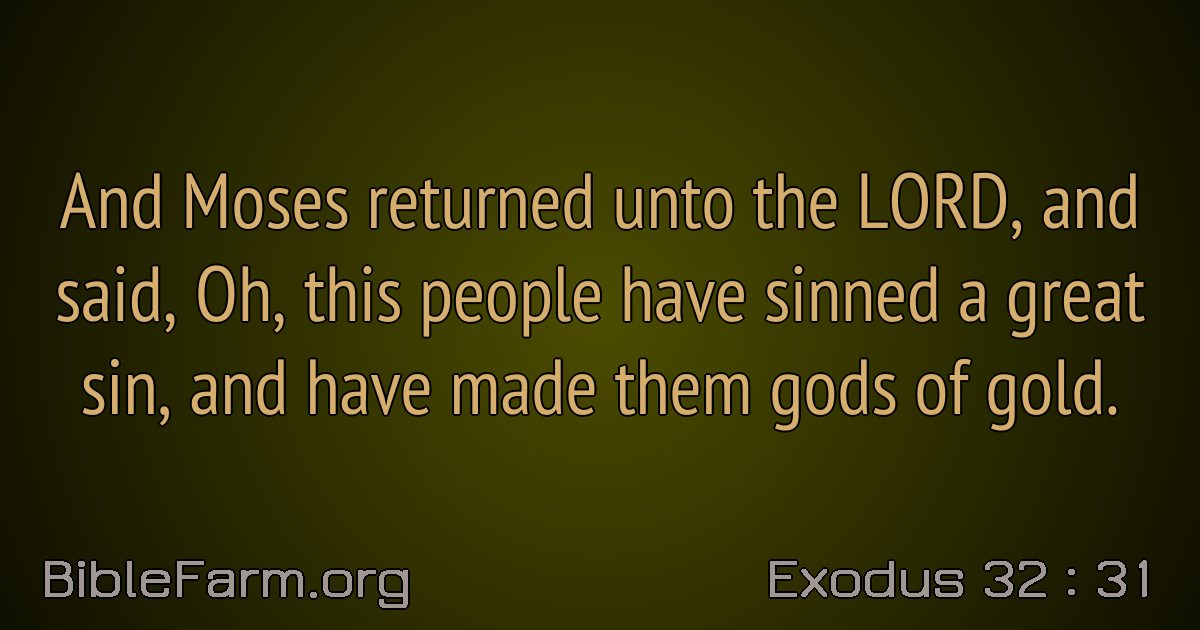 And Moses returned unto the LORD, and
said, Oh, this people have sinned a great
sin, and have made them gods of gold.
BibleFarm.org
Exodus 32 : 31